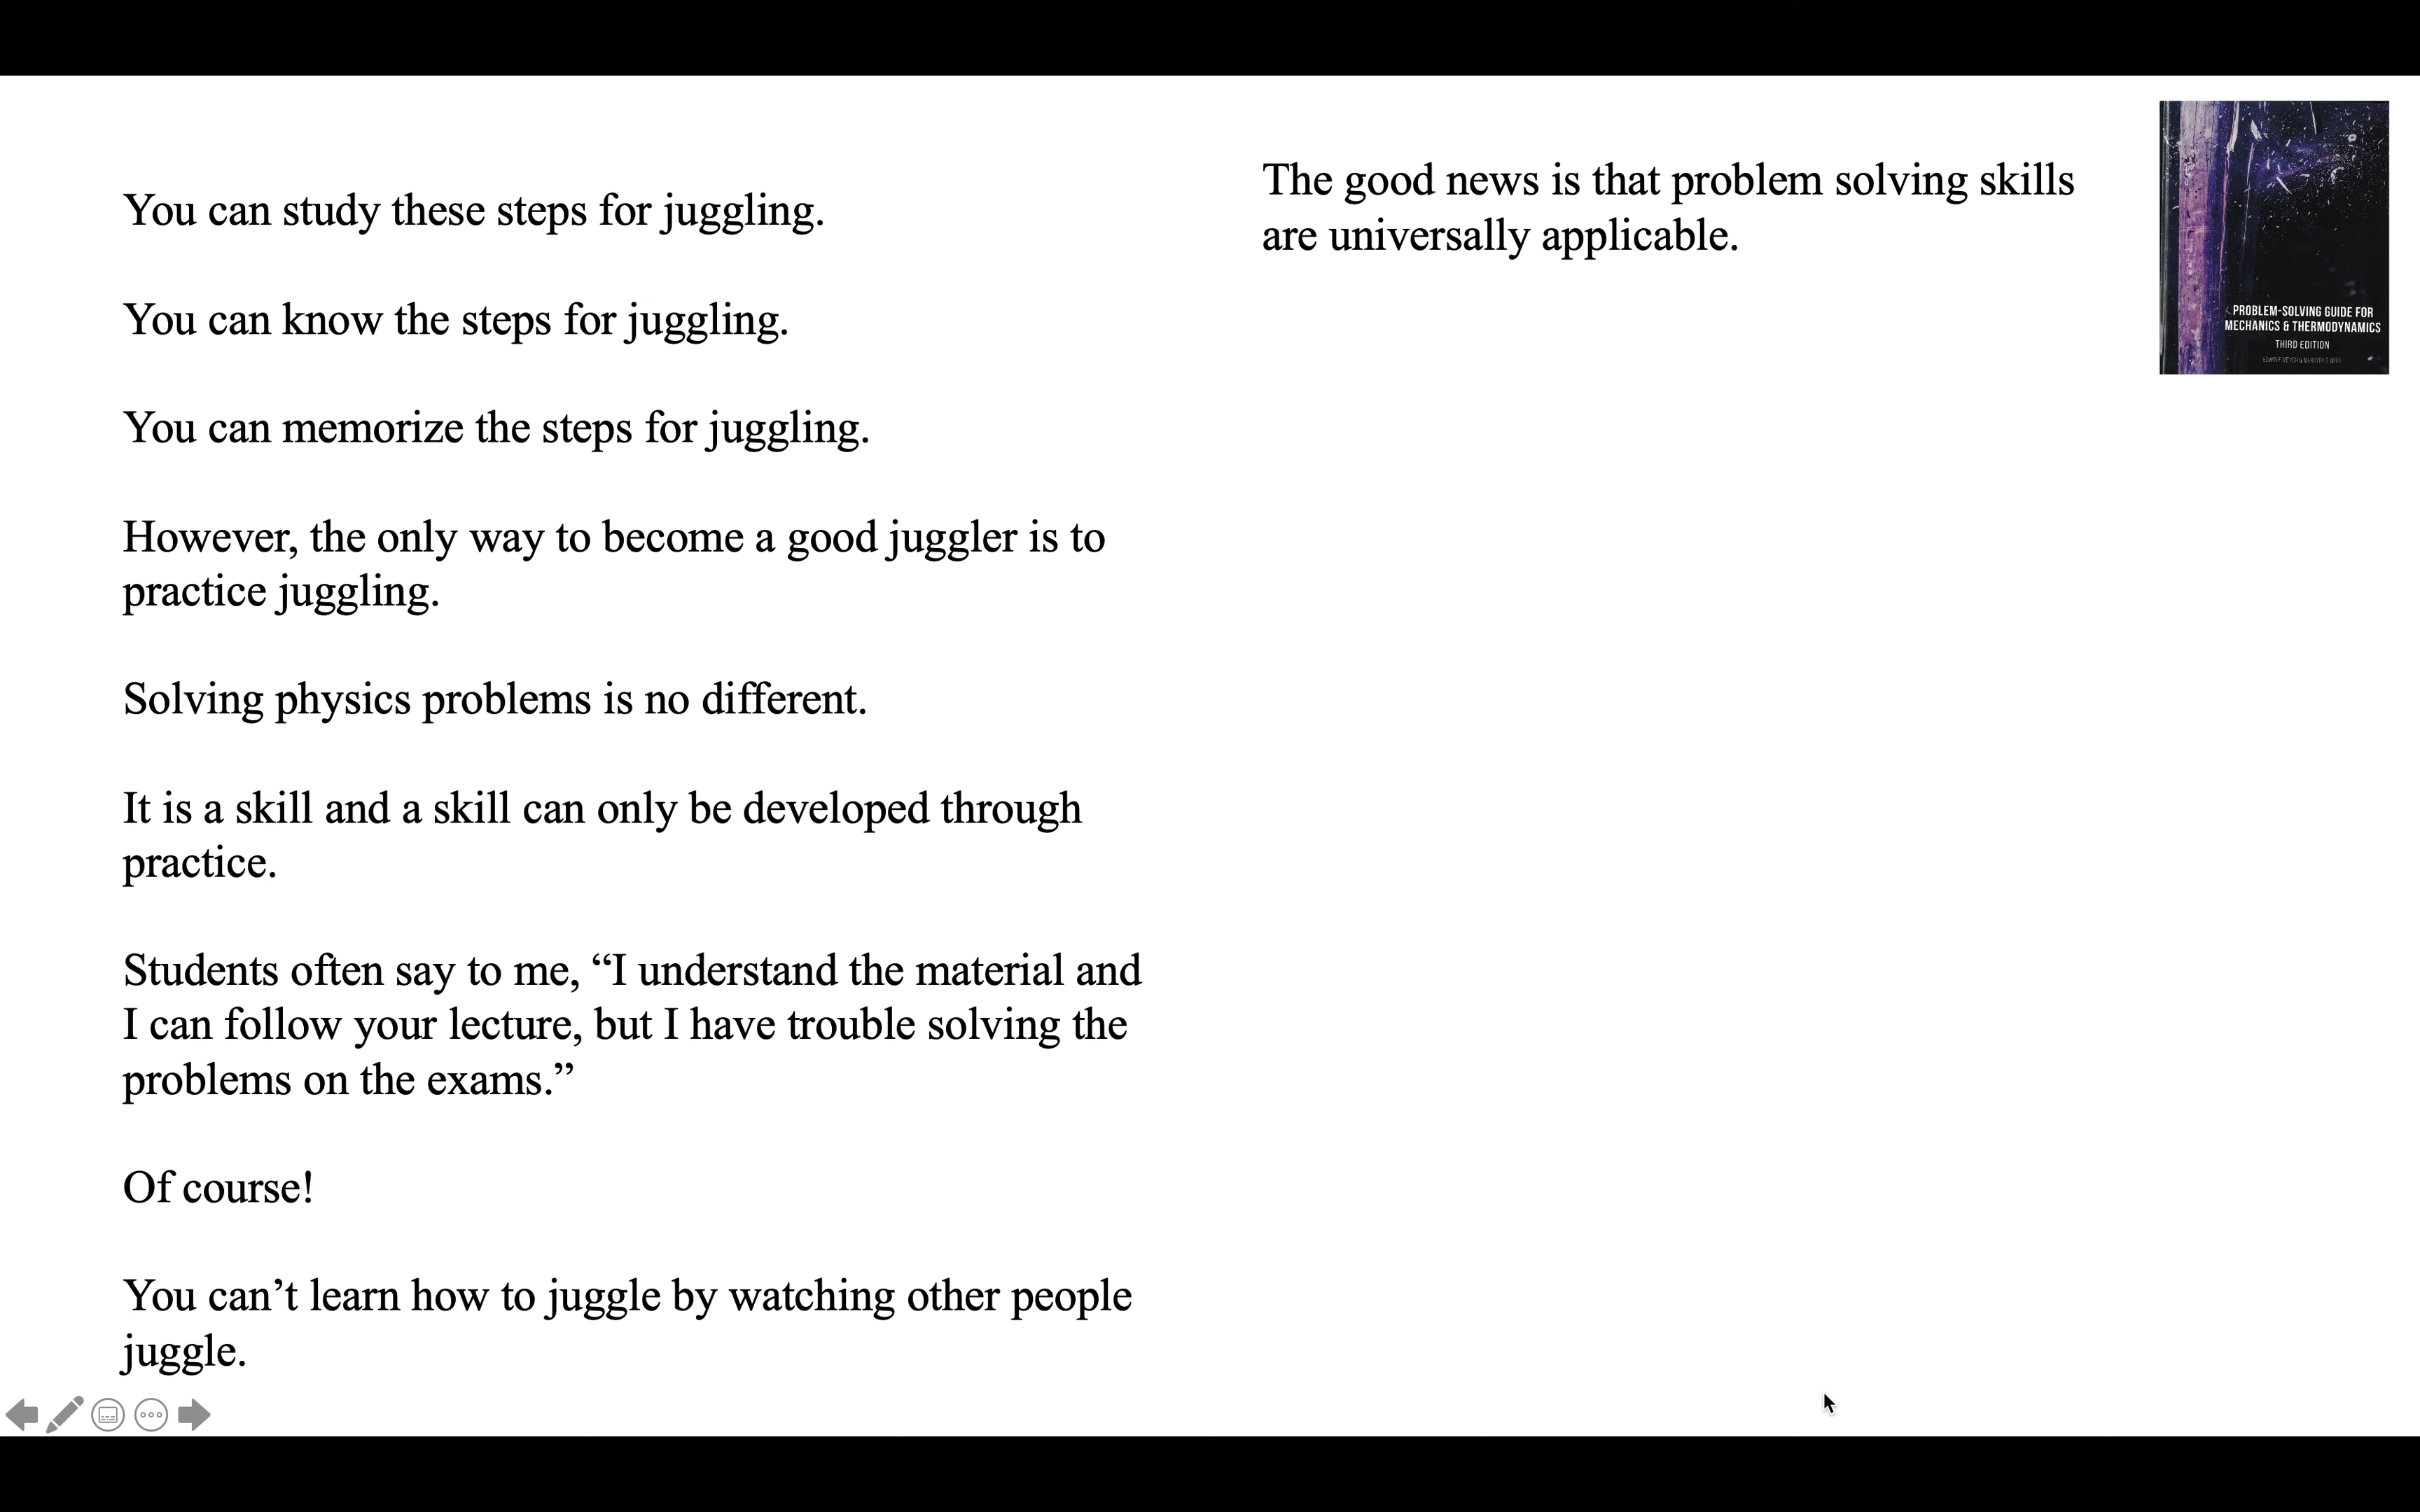 You can study these steps for juggling.
You can know the steps for juggling.
You can memorize the steps for juggling.
However, the only way to become a good juggler is to
practice juggling.
Solving physics problems is no different.
It is a skill and a skill can only be developed through
practice.
Students often say to me, “I understand the material and
I can follow your lecture, but I have trouble solving the
problems on the exams.”
Of course!
You can’t learn how to juggle by watching other people
juggle.
The good news is that problem solving skills
are universally applicable.
PROBLEM-SOLVING GUIDE FOR
MECHANICS & THERMODYNAMICS
THIRD EDITION